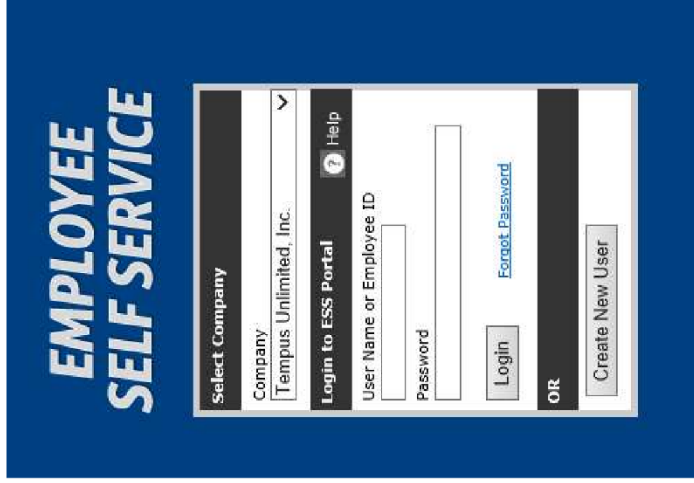 EMPLOYEE
SELF SERVICE
Select Company
Company
Tempus Unlimited, Inc.
Login to ESS Portal
? Help
User Name or Employee ID
Password
Login
Forgot Password
OR
Create New User